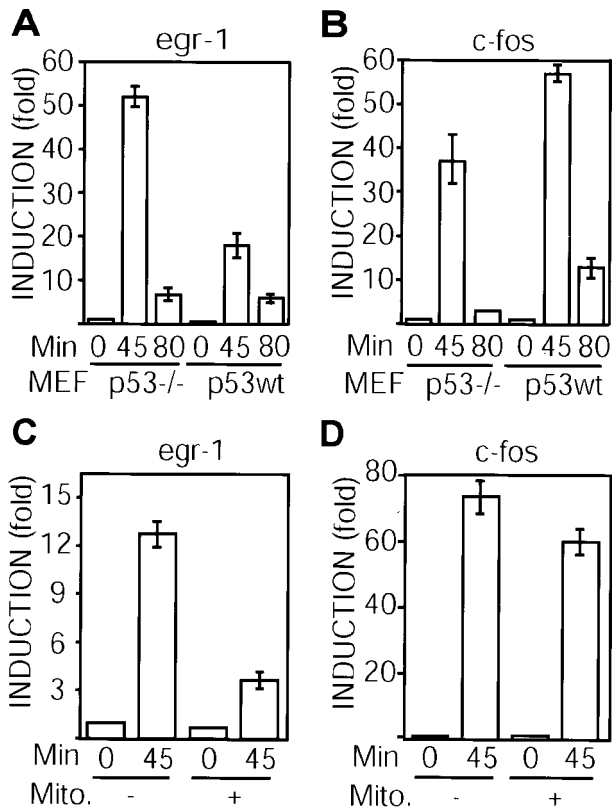 A
egr-1
INDUCTION (fold)
60
50
40
30
20
10
Min 0 45 80 0 45 80
MEF p53-/- p53wt
B
c-fos
INDUCTION (fold)
60
50
40
30
20
10
Min 0 45 80 0 45 80
MEF p53-/- p53wt
C
egr-1
INDUCTION (fold)
15
12
9
6
3
Min 0 45 0 45
Mito. - +
D
c-fos
INDUCTION (fold)
80
60
40
20
Min 0 45 0 45
Mito. - +